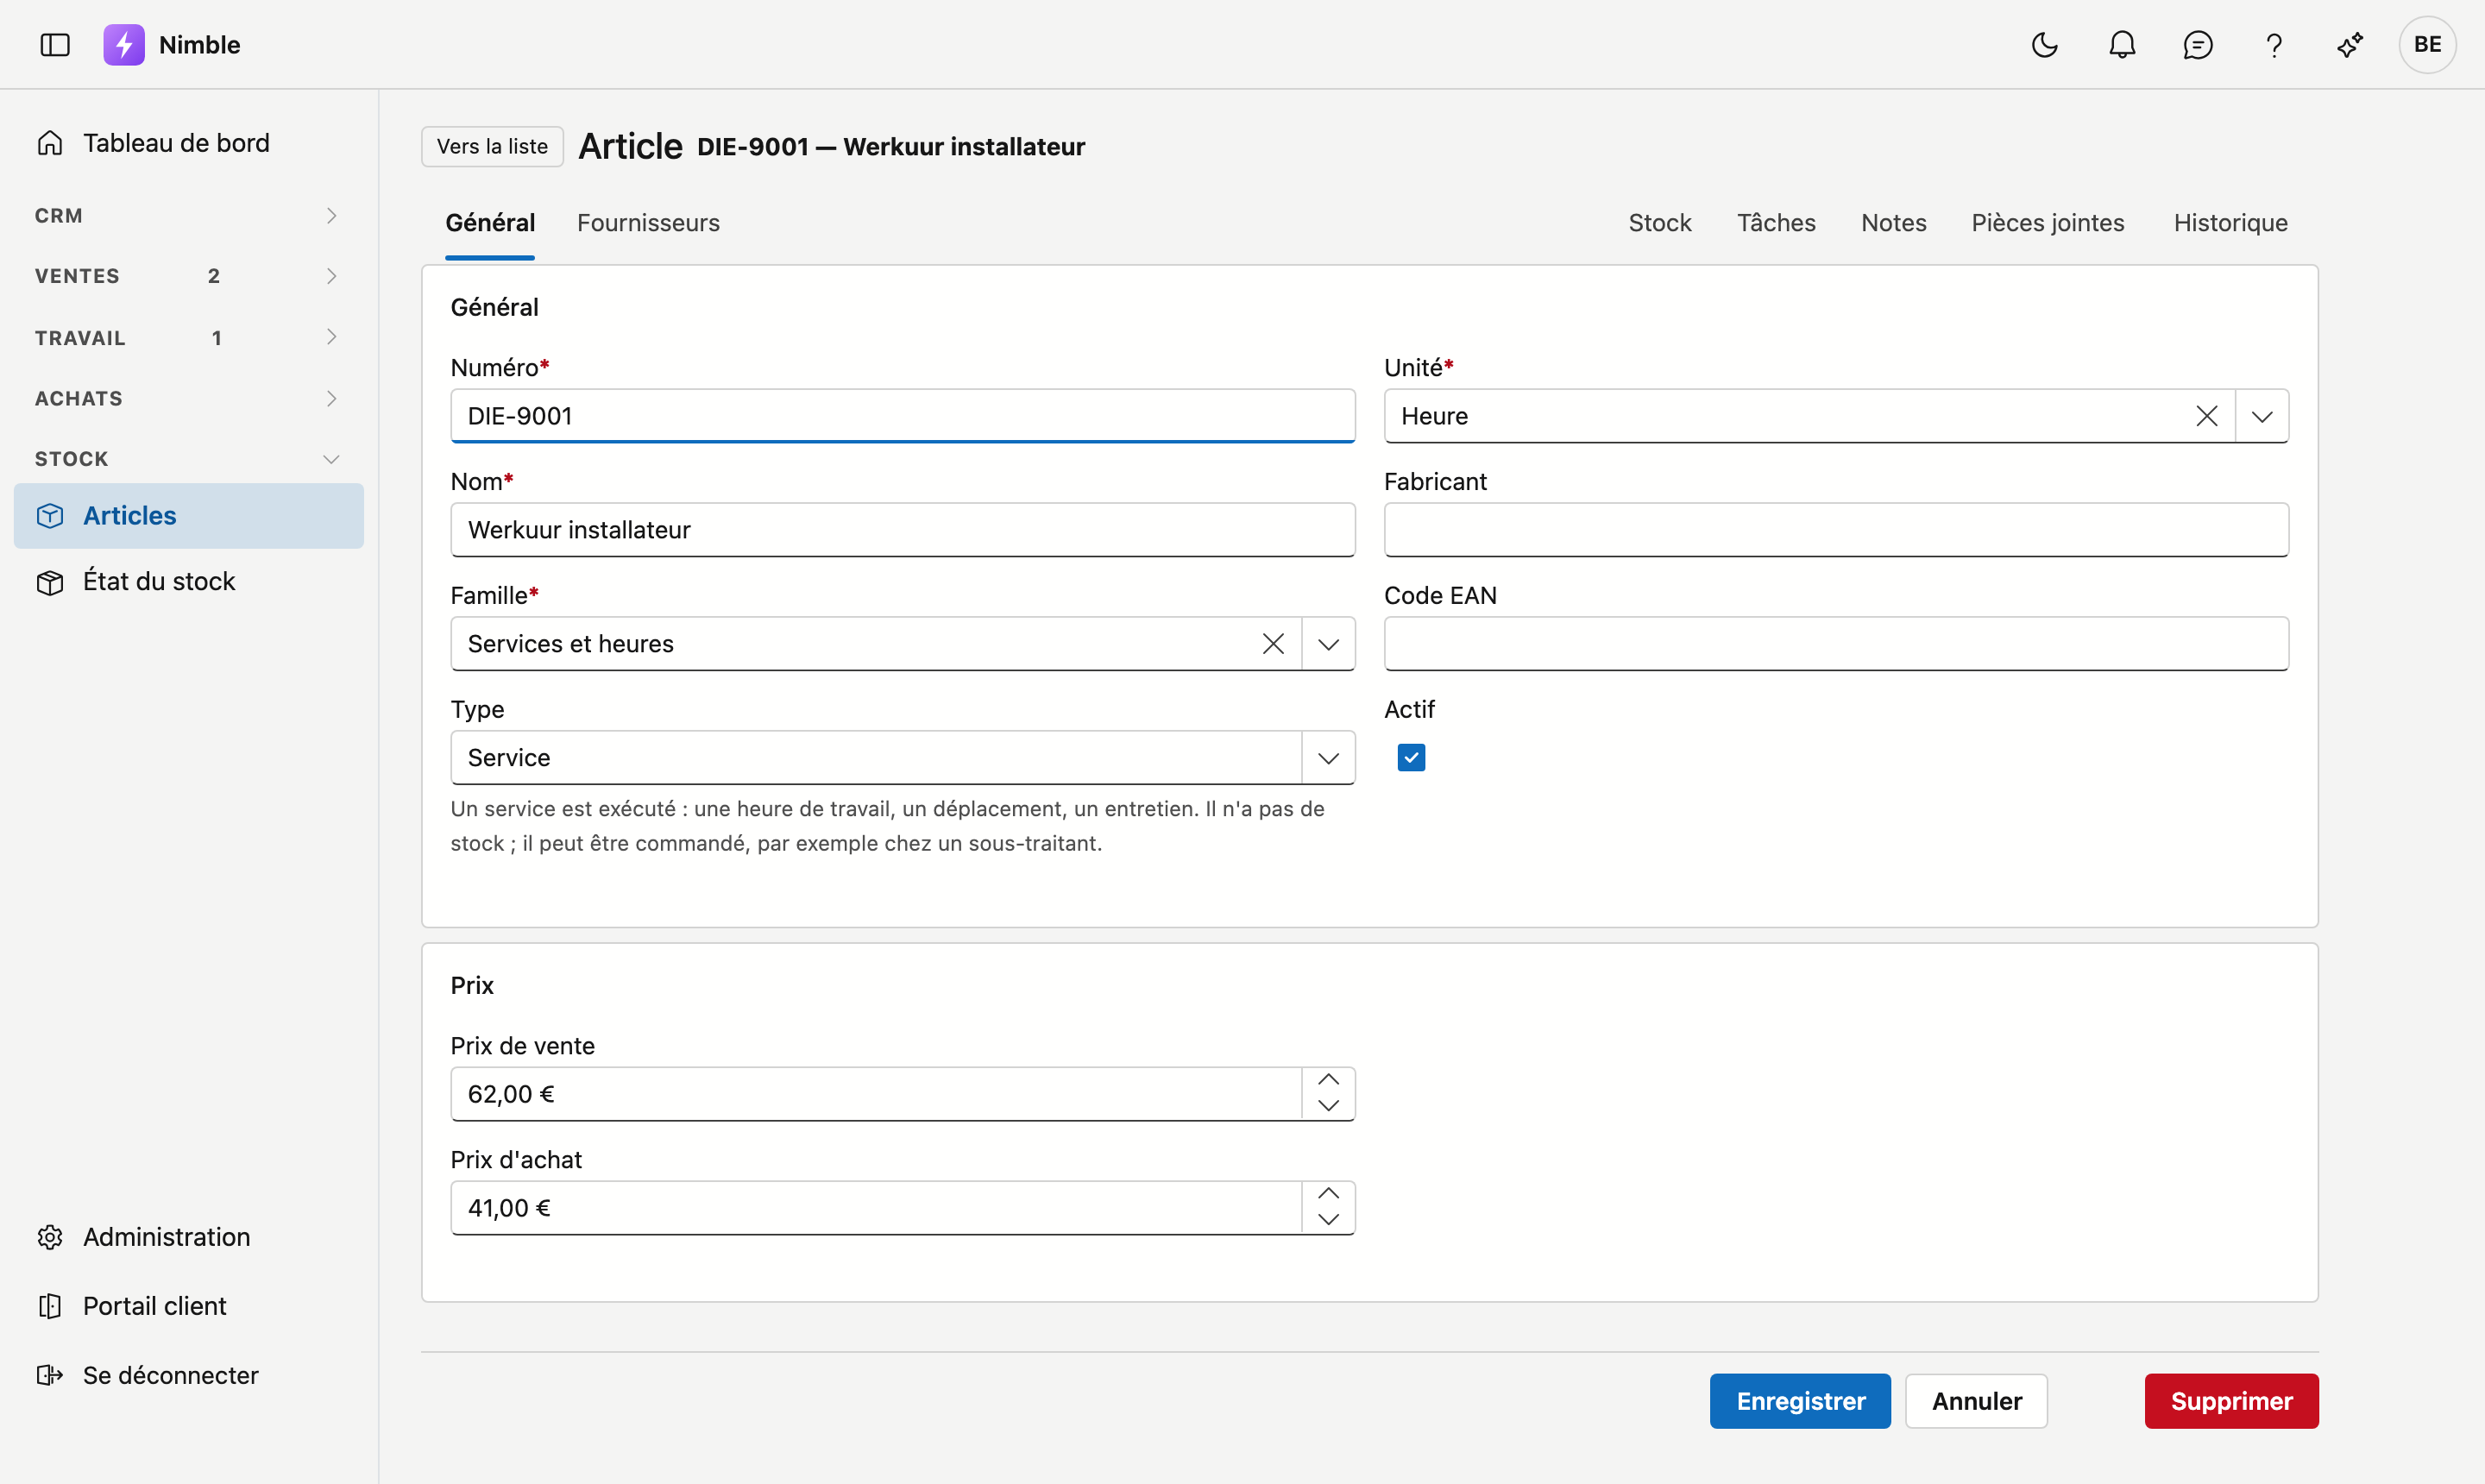 Nimble
BE
Tableau de bord
CRM
VENTES 2
TRAVAIL 1
ACHATS
STOCK
Articles
État du stock
Administration
Portail client
Se déconnecter
Vers la liste Article DIE-9001 — Werkuur installateur
Général Fournisseurs Stock Tâches Notes Pièces jointes Historique
Général
Numéro*
DIE-9001
Unité*
Heure
Nom*
Werkuur installateur
Fabricant
Famille*
Services et heures
Code EAN
Type
Service
Actif
Un service est exécuté : une heure de travail, un déplacement, un entretien. Il n'a pas de
stock ; il peut être commandé, par exemple chez un sous-traitant.
Prix
Prix de vente
62,00 €
Prix d'achat
41,00 €
Enregistrer Annuler Supprimer